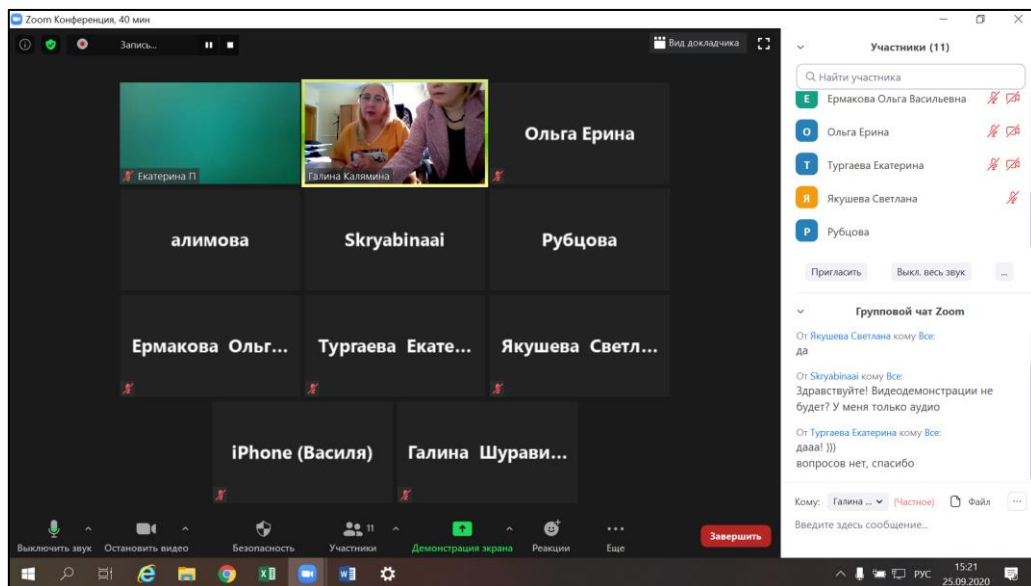 Zoom Конференция, 40 мин
Запись...
Вид докладчика
Екатерина П
Галина Калямина
Ольга Ерина
алимова
Skryabinaai
Рубцова
Ермакова Ольг...
Тургаева Екате...
Якушева Светл...
iPhone (Василя)
Галина Шурави...
Выключить звук
Остановить видео
Безопасность
Участники
11
Демонстрация экрана
Реакции
Еще
Завершить
Участники (11)
Найти участника
Е Ермакова Ольга Васильевна
О Ольга Ерина
Т Тургаева Екатерина
Я Якушева Светлана
Р Рубцова
Пригласить
Выкл. весь звук
...
Групповой чат Zoom
От Якушева Светлана кому Все:
да
От Skryabinaai кому Все:
Здравствуйте! Видеодемонстрации не
будет? У меня только аудио
От Тургаева Екатерина кому Все:
дааа! )))
вопросов нет, спасибо
Кому: Галина ... (Частное) Файл ...
Введите здесь сообщение...
РУС
15:21
25.09.2020